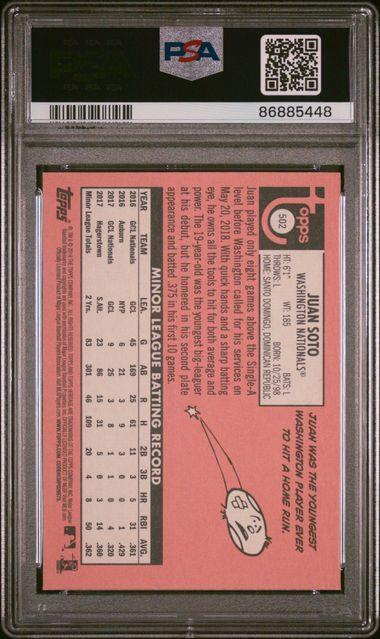 PSA
86885448
Topps
502
JUAN SOTO
WASHINGTON NATIONALS®
HT: 6'1" WT: 185 BATS: L
THROWS: L BORN: 10/25/98
HOME: SANTO DOMINGO, DOMINICAN REPUBLIC
JUAN WAS THE YOUNGEST
WASHINGTON PLAYER EVER
TO HIT A HOME RUN.
Juan played only eight games above the Single-A
level before Washington called for his services on
May 20, 2018. With quick hands and a sharp batting
eye, he owns all the tools to hit for both average and
power. The 19-year-old was the youngest big-leaguer
at his debut, but he homered in his second plate
appearance and batted .375 in his first 10 games.
MINOR LEAGUE BATTING RECORD
YEAR TEAM LEA. G AB R H 2B 3B HR RBI AVG.
2016 GCL Nationals GCL 45 169 25 61 11 3 5 31 .361
2016 Auburn NYP 6 21 3 9 3 0 0 1 .429
2017 GCL Nationals GCL 9 25 3 8 1 0 4 .320
2017 Hagerstown S.Atl. 23 86 15 31 5 0 3 14 .360
Minor League Totals 2 Yrs. 83 301 46 109 20 4 8 50 .362
Topps